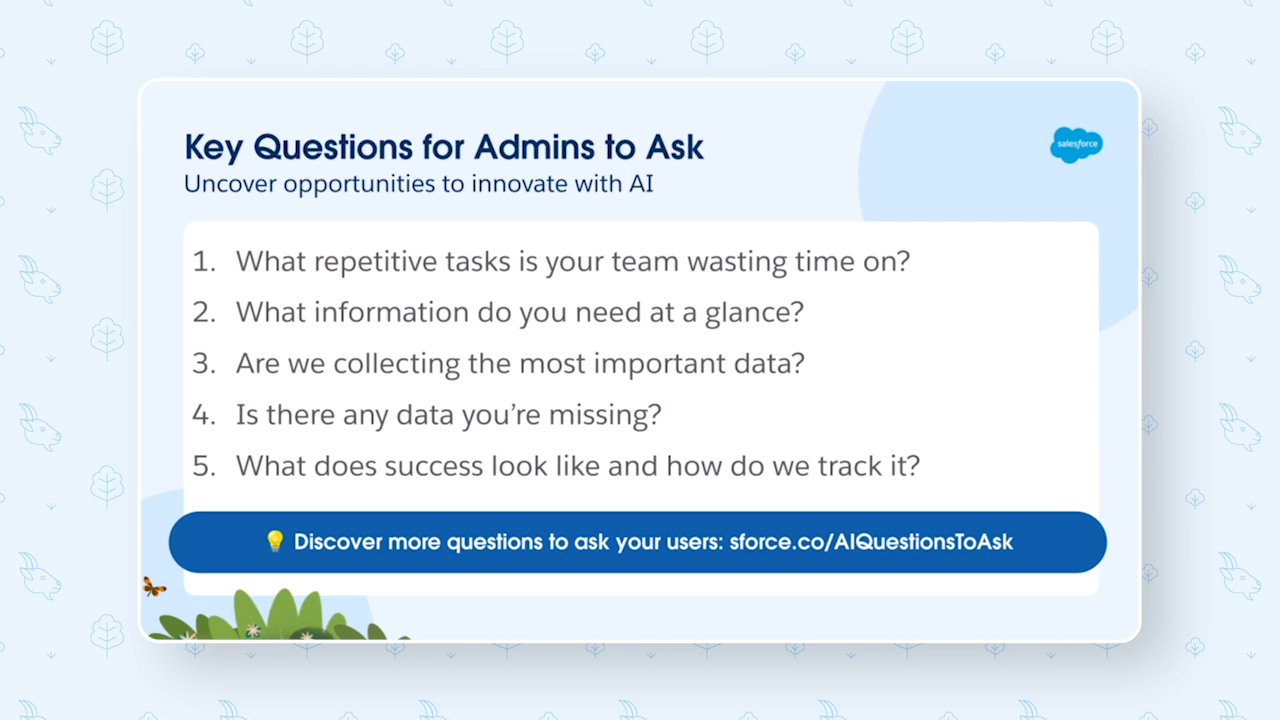 Key Questions for Admins to Ask
salesforce
Uncover opportunities to innovate with AI
1. What repetitive tasks is your team wasting time on?
2. What information do you need at a glance?
3. Are we collecting the most important data?
4. Is there any data you’re missing?
5. What does success look like and how do we track it?
💡 Discover more questions to ask your users: sforce.co/AIQuestionsToAsk